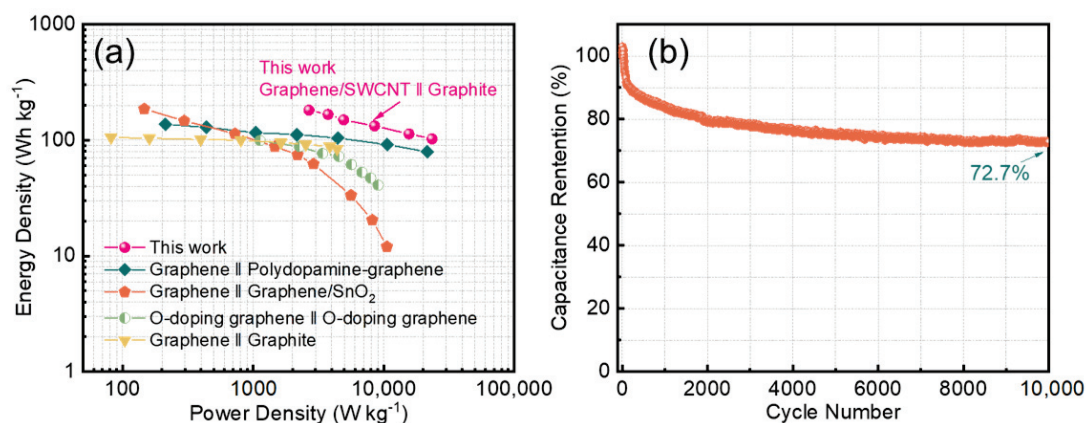 (a)
Energy Density (Wh kg⁻¹)
1000
100
10
1
This work
Graphene/SWCNT ‖ Graphite
This work
Graphene ‖ Polydopamine-graphene
Graphene ‖ Graphene/SnO₂
O-doping graphene ‖ O-doping graphene
Graphene ‖ Graphite
100
1000
10,000
100,000
Power Density (W kg⁻¹)
(b)
Capacitance Rentention (%)
100
80
60
40
20
0
72.7%
0
2000
4000
6000
8000
10,000
Cycle Number